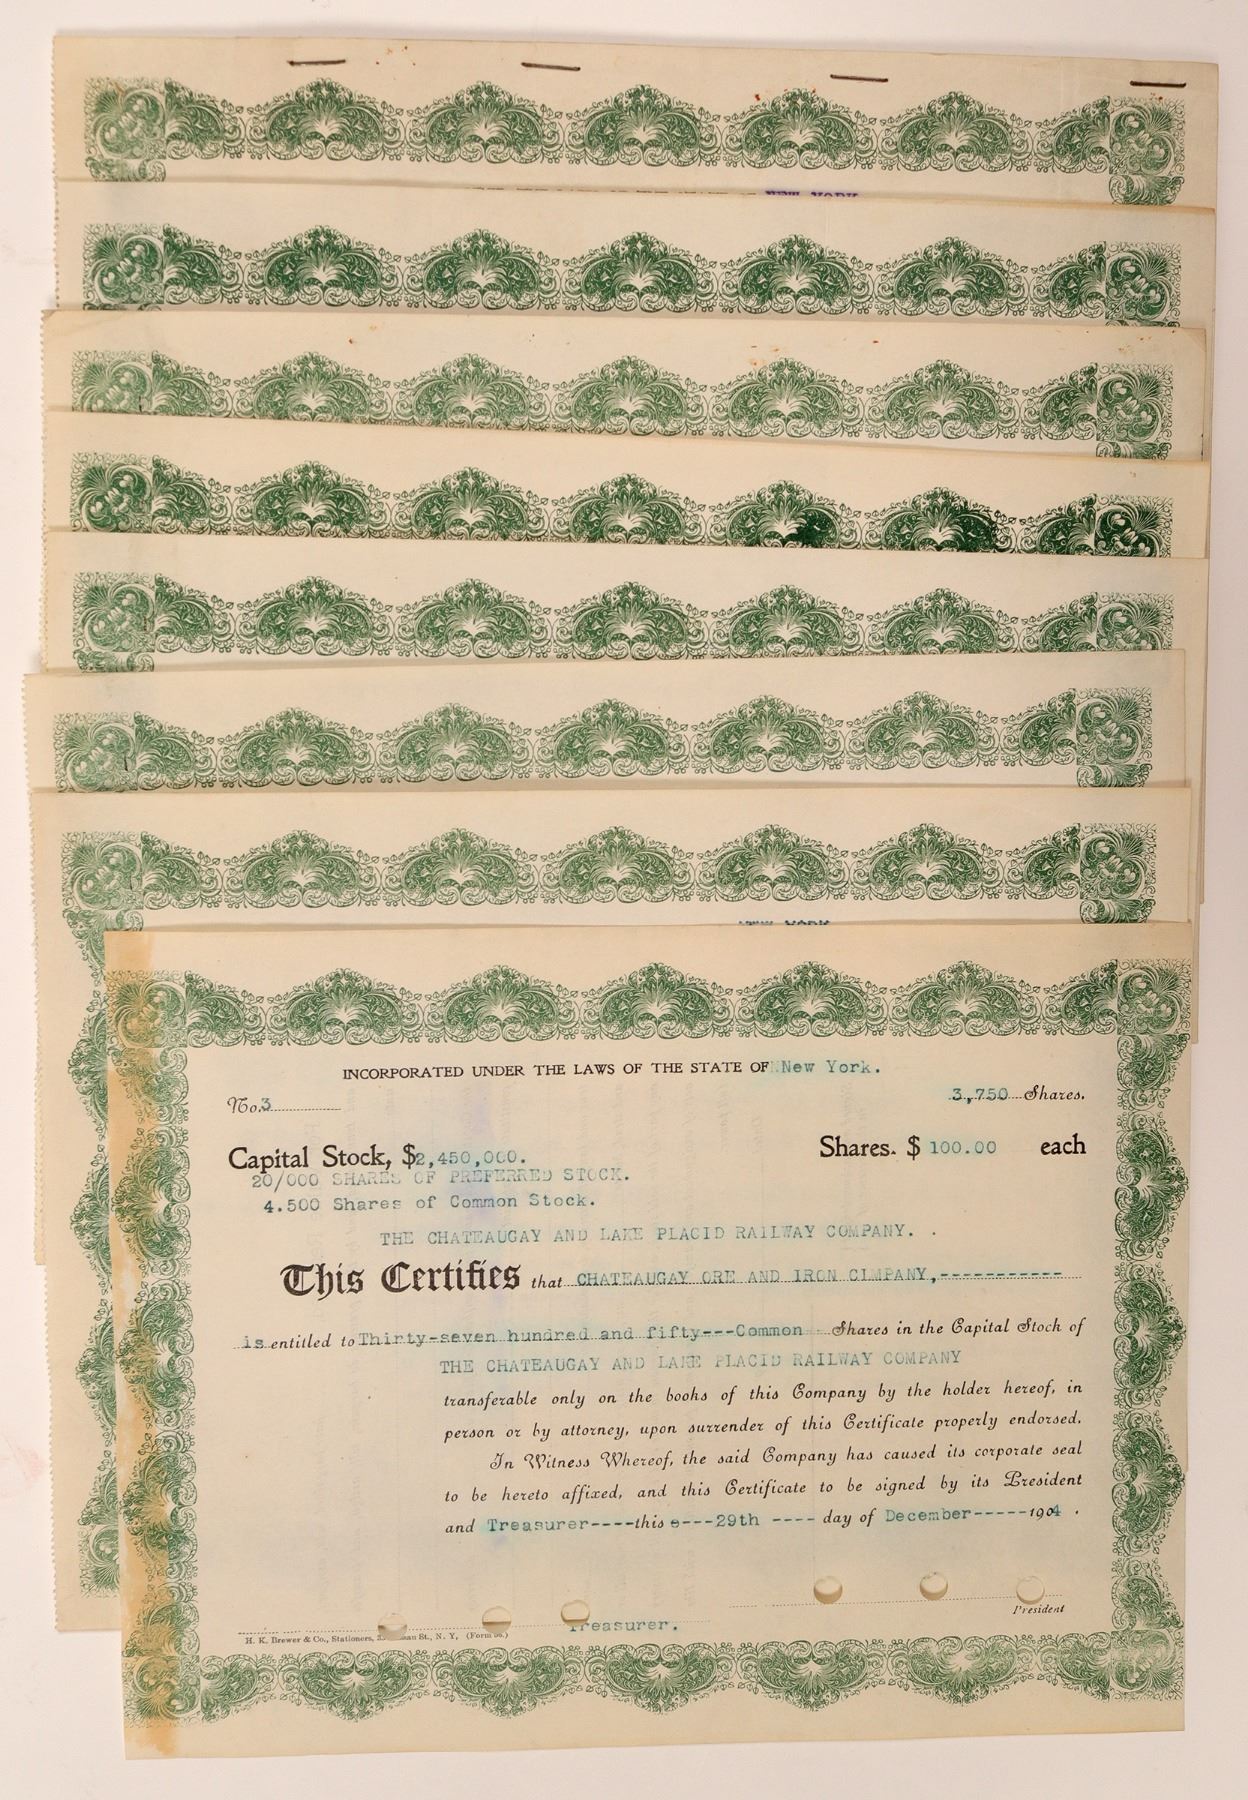 NEW YORK
INCORPORATED UNDER THE LAWS OF THE STATE OF New York.
No. 3 3,750 Shares.
Capital Stock, $2,450,000. Shares. $ 100.00 each
20/000 SHARES OF PREFERRED STOCK.
4.500 Shares of Common Stock.
THE CHATEAUGAY AND LAKE PLACID RAILWAY COMPANY. .
This Certifies that CHATEAUGAY ORE AND IRON CIMPANY,-----------
is entitled to Thirty-seven hundred and fifty---Common Shares in the Capital Stock of
THE CHATEAUGAY AND LAKE PLACID RAILWAY COMPANY
transferable only on the books of this Company by the holder hereof, in
person or by attorney, upon surrender of this Certificate properly endorsed.
In Witness Whereof, the said Company has caused its corporate seal
to be hereto affixed, and this Certificate to be signed by its President
and Treasurer----this e---29th ---- day of December-----1904 .
President
Treasurer.
H. K. Brewer & Co., Stationers, St., N. Y, (Form